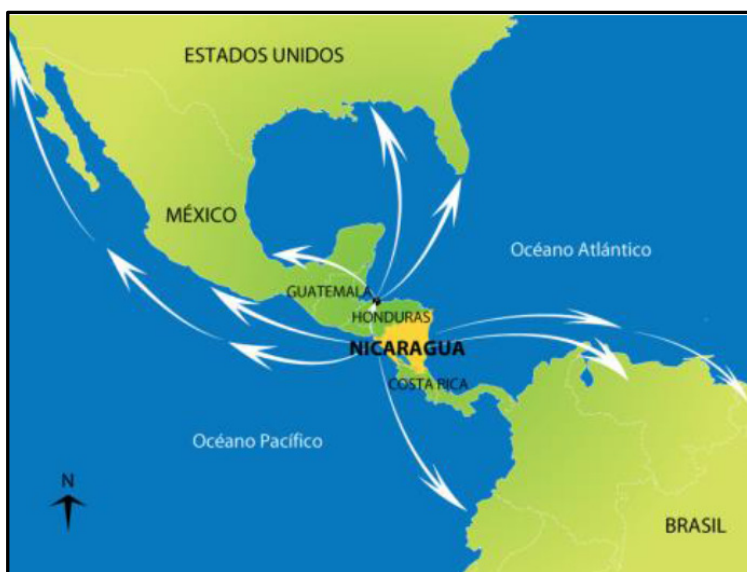 ESTADOS UNIDOS
MÉXICO
Océano Atlántico
GUATEMALA
HONDURAS
NICARAGUA
COSTA RICA
Océano Pacífico
N
BRASIL